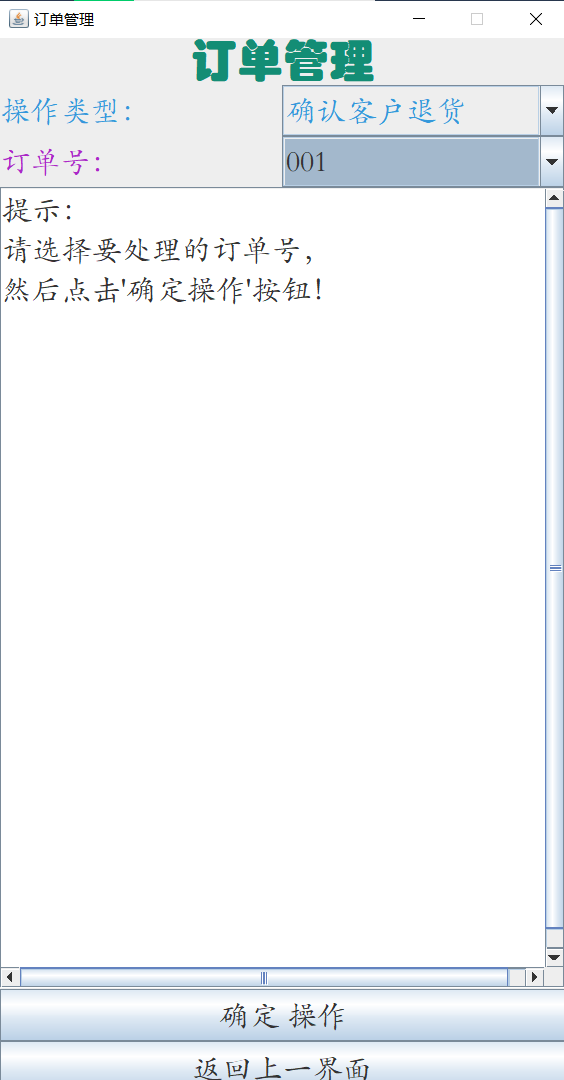 订单管理
订单管理
操作类型：
确认客户退货
订单号：
001
提示：
请选择要处理的订单号，
然后点击'确定操作'按钮！
确定 操作
返回上一界面